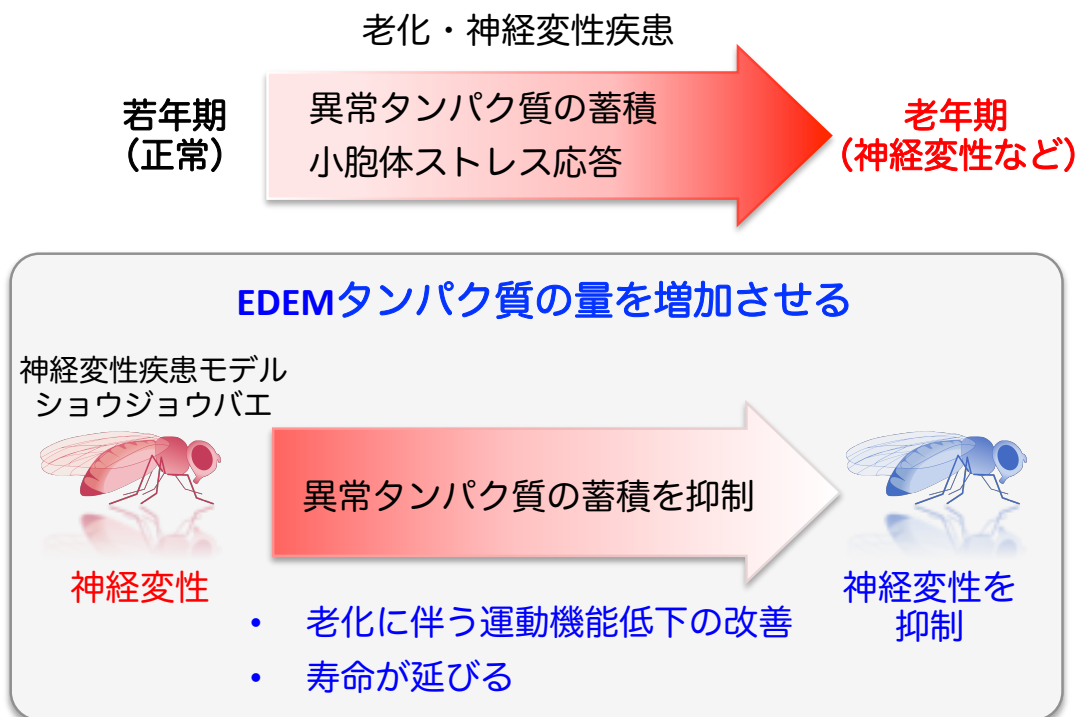 老化・神経変性疾患
若年期
(正常)
異常タンパク質の蓄積
小胞体ストレス応答
老年期
(神経変性など)
EDEMタンパク質の量を増加させる
神経変性疾患モデル
ショウジョウバエ
異常タンパク質の蓄積を抑制
神経変性
神経変性を
抑制
• 老化に伴う運動機能低下の改善
• 寿命が延びる